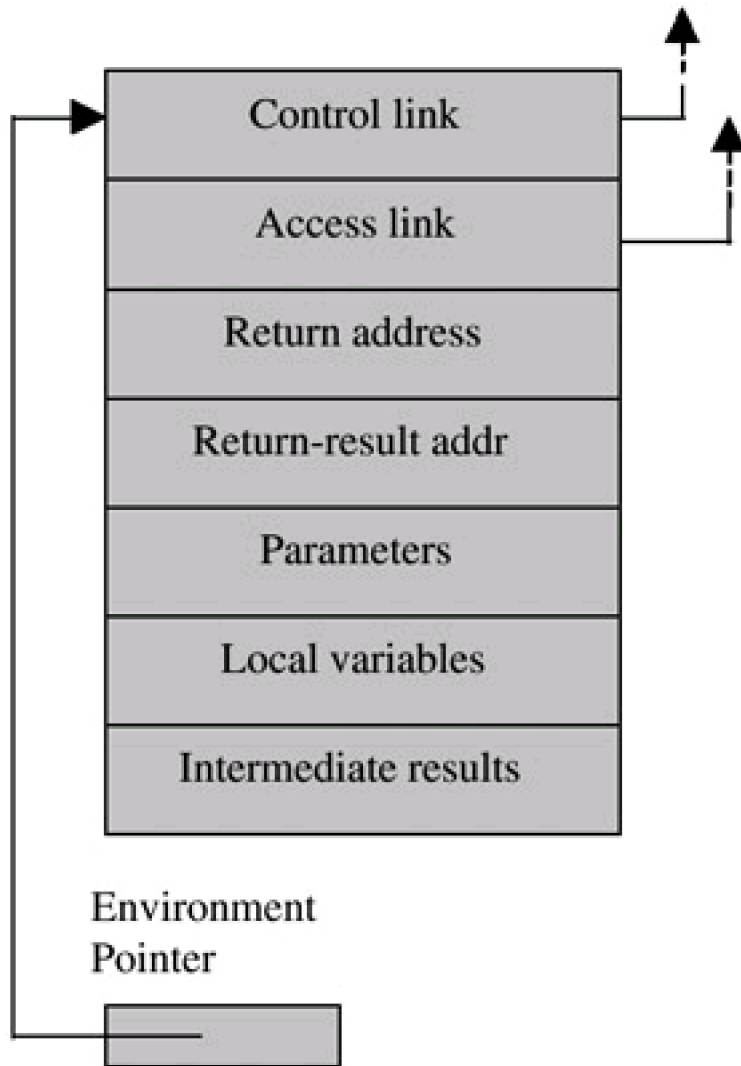 Control link
Access link
Return address
Return-result addr
Parameters
Local variables
Intermediate results
Environment
Pointer